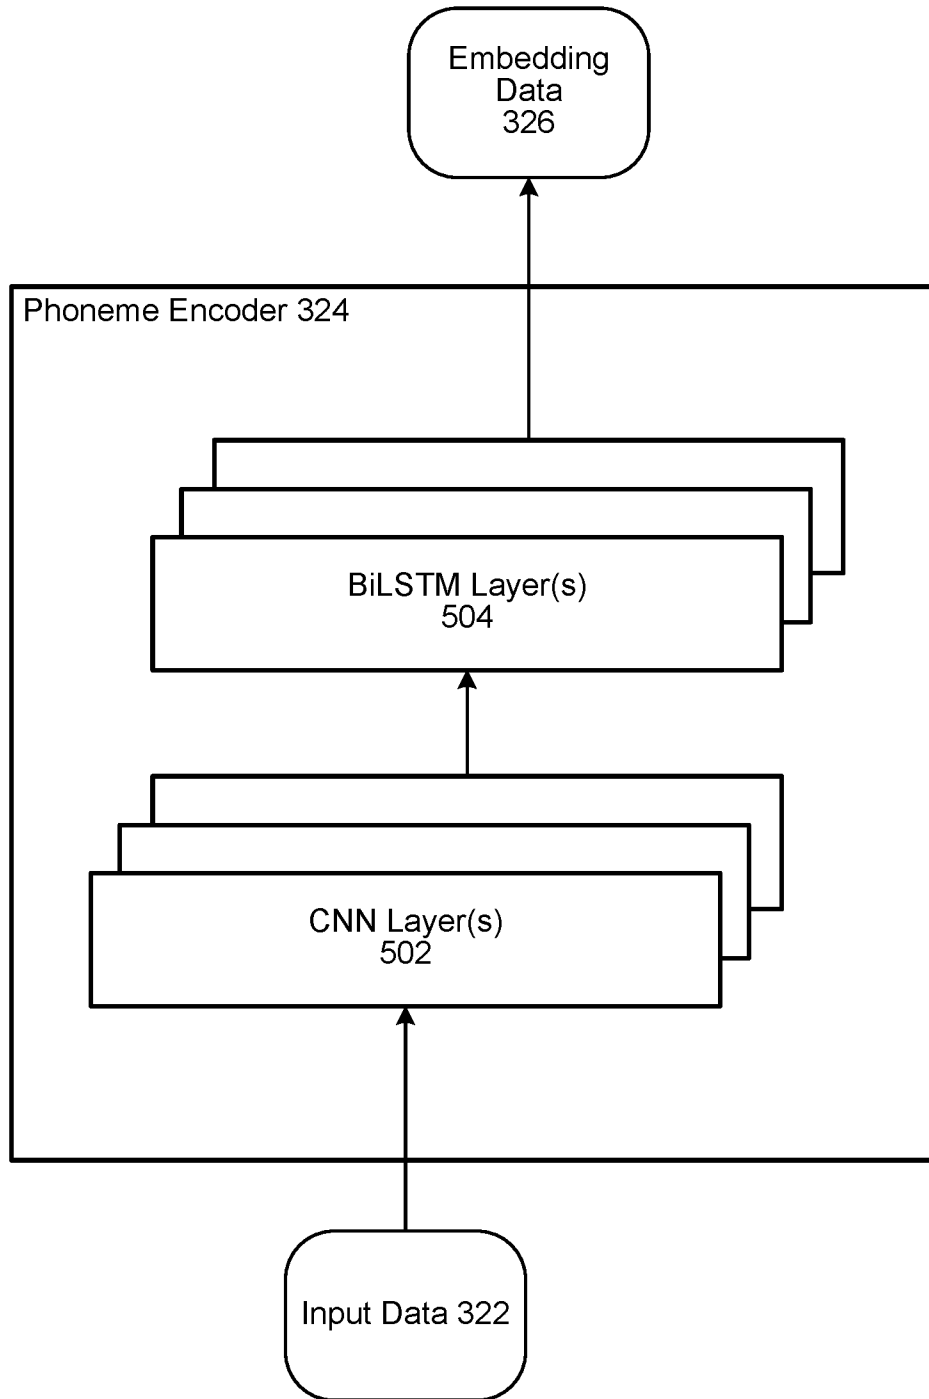 Embedding
Data
326
Phoneme Encoder 324
BiLSTM Layer(s)
504
CNN Layer(s)
502
Input Data 322